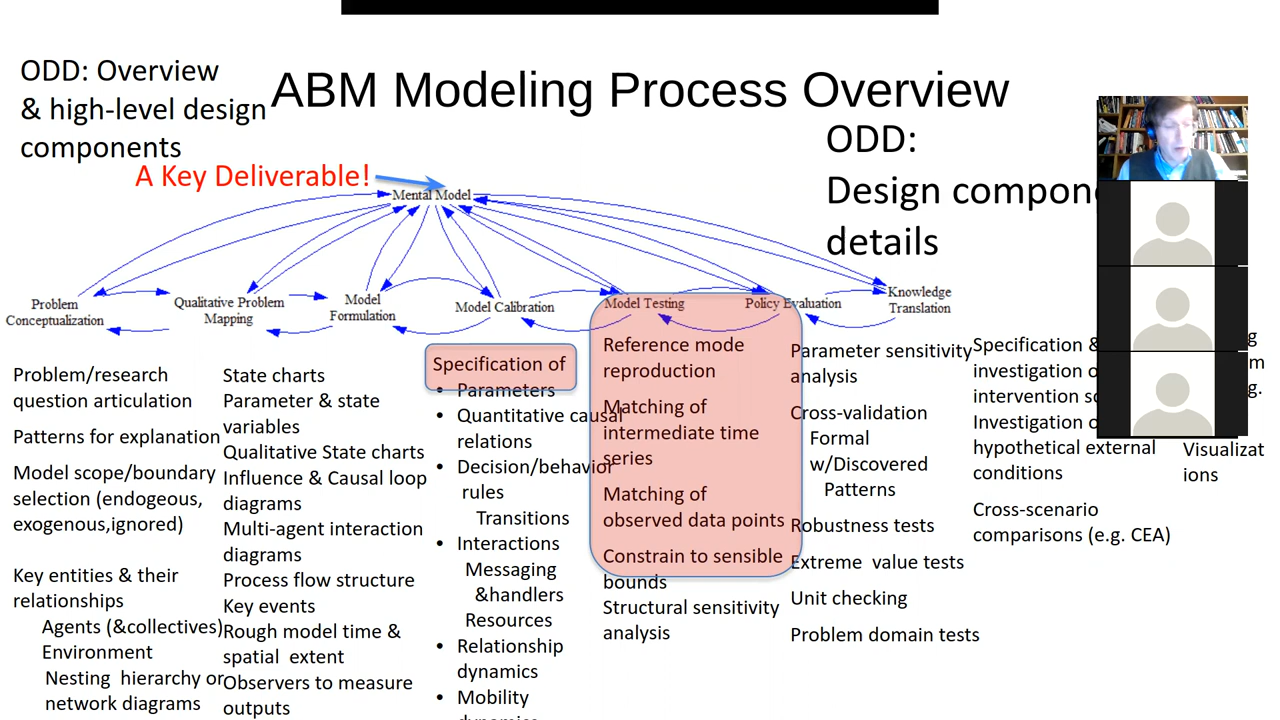 ODD: Overview
& high-level design
components
ABM Modeling Process Overview
ODD:
Design compone
details
A Key Deliverable!
Mental Model
Problem
Conceptualization
Qualitative Problem
Mapping
Model
Formulation
Model Calibration
Model Testing
Policy Evaluation
Knowledge
Translation
Problem/research
question articulation
Patterns for explanation
Model scope/boundary
selection (endogeous,
exogenous,ignored)
Key entities & their
relationships
Agents (&collectives)
Environment
Nesting hierarchy or
network diagrams
State charts
Parameter & state
variables
Qualitative State charts
Influence & Causal loop
diagrams
Multi-agent interaction
diagrams
Process flow structure
Key events
Rough model time &
spatial extent
Observers to measure
outputs
Specification of
• Parameters
• Quantitative causal
relations
• Decision/behavior
rules
Transitions
• Interactions
Messaging
&handlers
Resources
• Relationship
dynamics
• Mobility
dynamics
Reference mode
reproduction
Matching of
intermediate time
series
Matching of
observed data points
Constrain to sensible
bounds
Structural sensitivity
analysis
Parameter sensitivity
analysis
Cross-validation
Formal
w/Discovered
Patterns
Robustness tests
Extreme value tests
Unit checking
Problem domain tests
Specification &
investigation o
intervention sc
Investigation o
hypothetical external
conditions
Cross-scenario
comparisons (e.g. CEA)
g
m
g.
Visualizat
ions